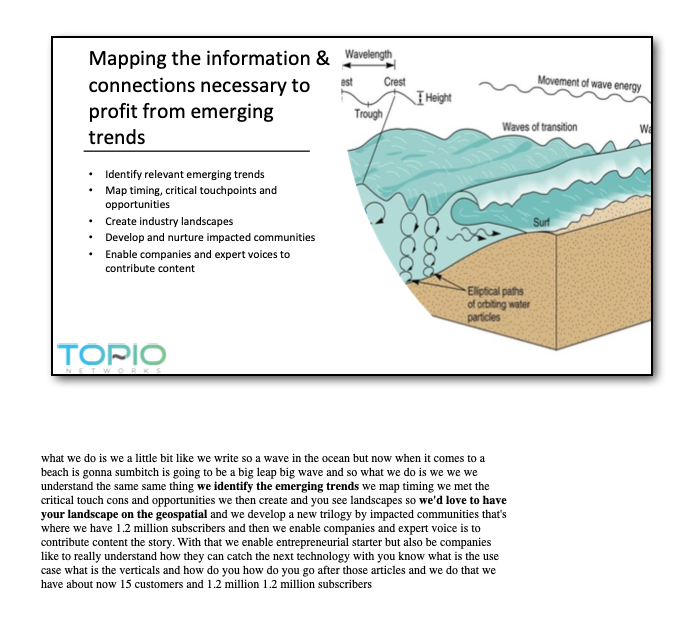 Mapping the information &
connections necessary to
profit from emerging
trends
• Identify relevant emerging trends
• Map timing, critical touchpoints and
opportunities
• Create industry landscapes
• Develop and nurture impacted communities
• Enable companies and expert voices to
contribute content
Wavelength
est Crest
Height
Trough
Movement of wave energy
Waves of transition
Wa
Surf
Elliptical paths
of orbiting water
particles
TOPIO
NETWORKS
what we do is we a little bit like we write so a wave in the ocean but now when it comes to a
beach is gonna sumbitch is going to be a big leap big wave and so what we do is we we we
understand the same same thing we identify the emerging trends we map timing we met the
critical touch cons and opportunities we then create and you see landscapes so we'd love to have
your landscape on the geospatial and we develop a new trilogy by impacted communities that's
where we have 1.2 million subscribers and then we enable companies and expert voice is to
contribute content the story. With that we enable entrepreneurial starter but also be companies
like to really understand how they can catch the next technology with you know what is the use
case what is the verticals and how do you how do you go after those articles and we do that we
have about now 15 customers and 1.2 million 1.2 million subscribers